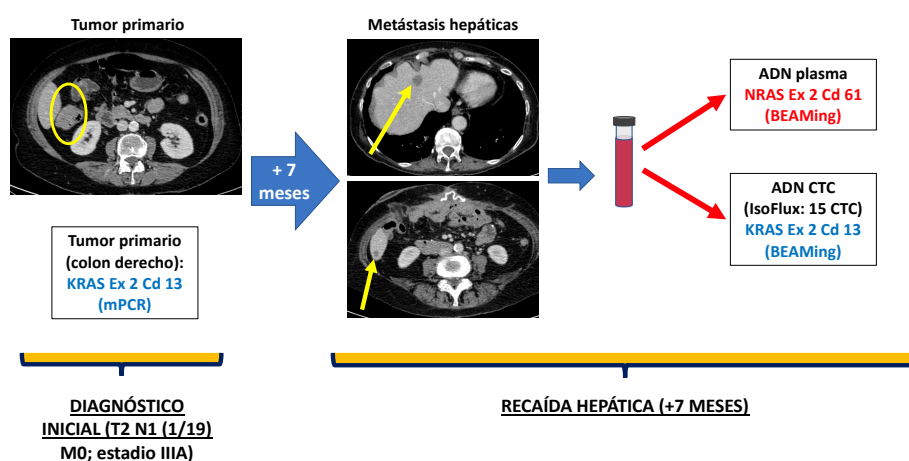 Tumor primario
Metástasis hepáticas
+ 7
meses
ADN plasma
NRAS Ex 2 Cd 61
(BEAMing)
ADN CTC
(IsoFlux: 15 CTC)
KRAS Ex 2 Cd 13
(BEAMing)
Tumor primario
(colon derecho):
KRAS Ex 2 Cd 13
(mPCR)
DIAGNÓSTICO
INICIAL (T2 N1 (1/19)
M0; estadio IIIA)
RECAÍDA HEPÁTICA (+7 MESES)